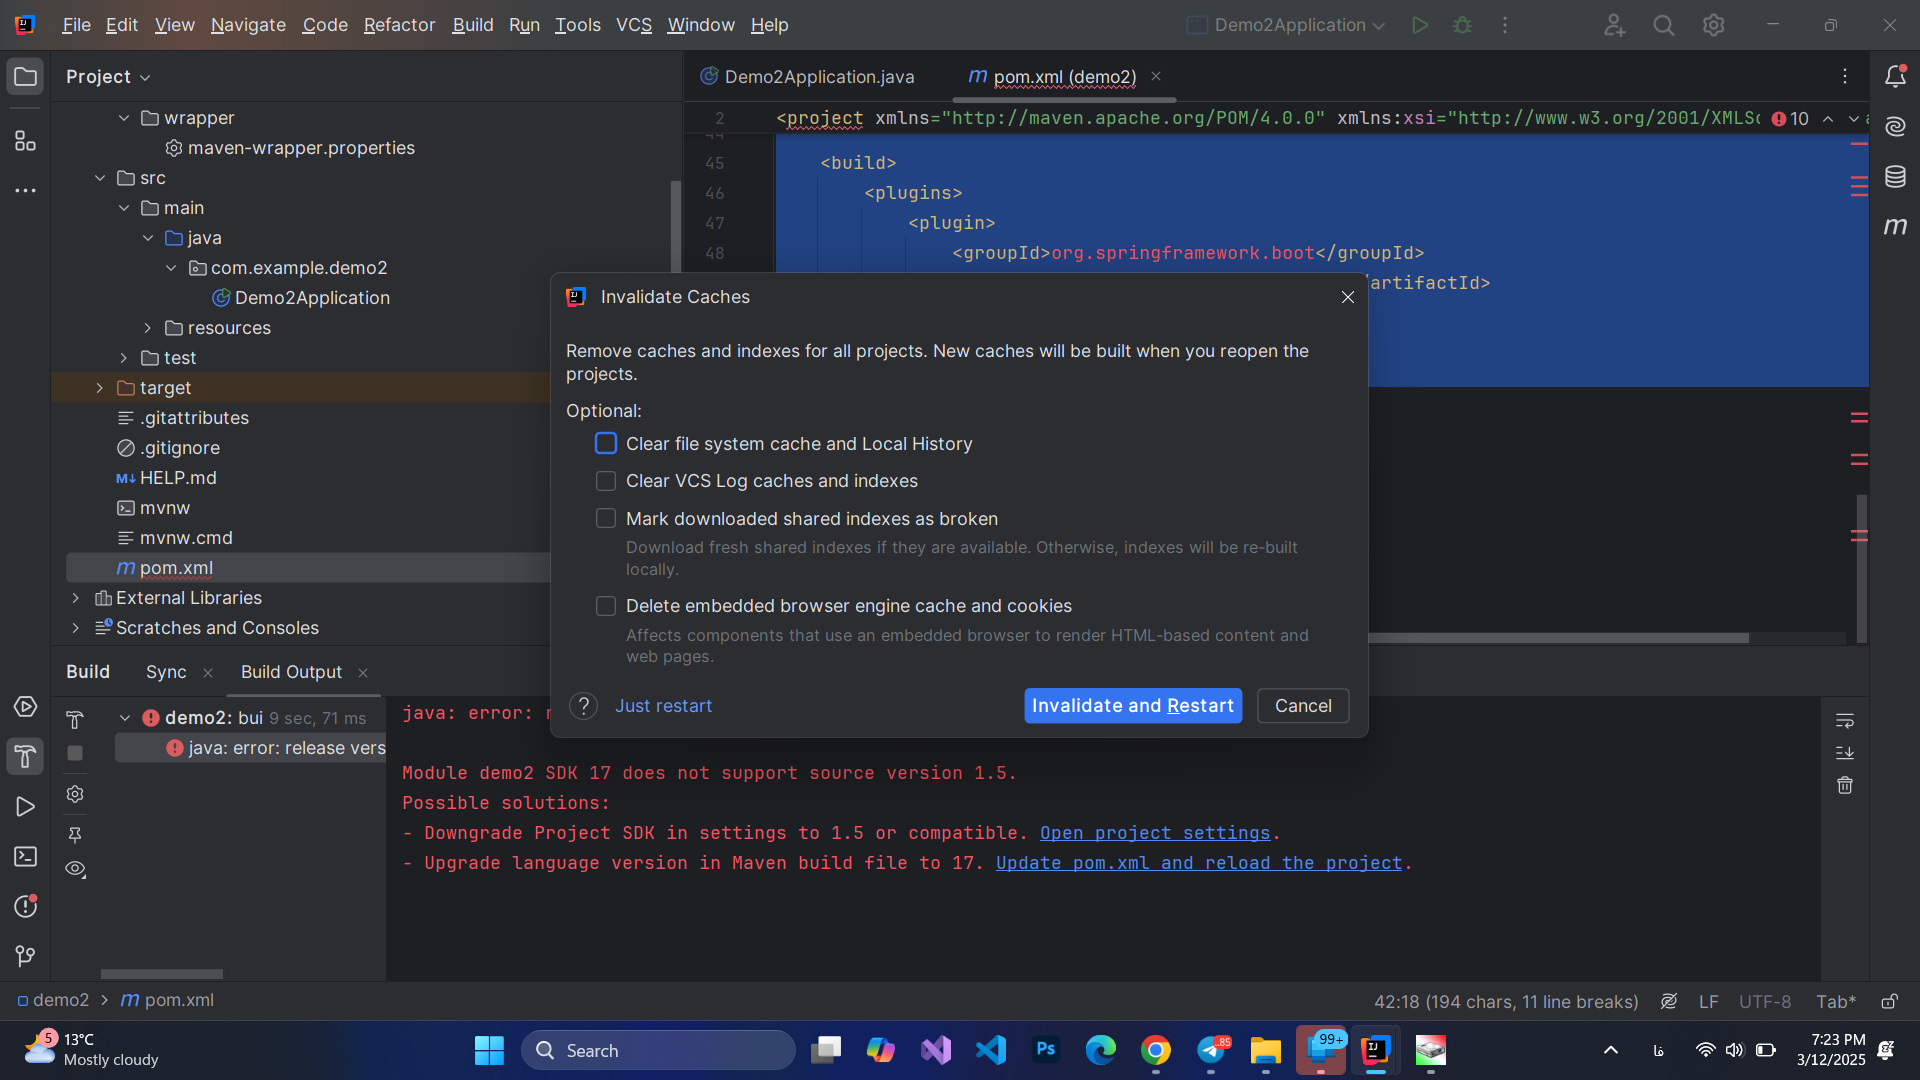 File Edit View Navigate Code Refactor Build Run Tools VCS Window Help
Demo2Application
Project
Demo2Application.java
pom.xml (demo2)
wrapper
maven-wrapper.properties
src
main
java
com.example.demo2
Demo2Application
resources
test
target
.gitattributes
.gitignore
HELP.md
mvnw
mvnw.cmd
pom.xml
External Libraries
Scratches and Consoles
2 <project xmlns="http://maven.apache.org/POM/4.0.0" xmlns:xsi="http://www.w3.org/2001/XMLSc
10
44
45 <build>
46 <plugins>
47 <plugin>
48 <groupId>org.springframework.boot</groupId>
/artifactId>
Invalidate Caches
Remove caches and indexes for all projects. New caches will be built when you reopen the
projects.
Optional:
Clear file system cache and Local History
Clear VCS Log caches and indexes
Mark downloaded shared indexes as broken
Download fresh shared indexes if they are available. Otherwise, indexes will be re-built
locally.
Delete embedded browser engine cache and cookies
Affects components that use an embedded browser to render HTML-based content and
web pages.
? Just restart
Invalidate and Restart
Cancel
Build Sync Build Output
demo2: bui 9 sec, 71 ms
java: error: release vers
java: error: r
Module demo2 SDK 17 does not support source version 1.5.
Possible solutions:
- Downgrade Project SDK in settings to 1.5 or compatible. Open project settings.
- Upgrade language version in Maven build file to 17. Update pom.xml and reload the project.
demo2 > pom.xml
42:18 (194 chars, 11 line breaks) LF UTF-8 Tab*
5
13°C
Mostly cloudy
Search
Ps
.85
99+
فا
7:23 PM
3/12/2025